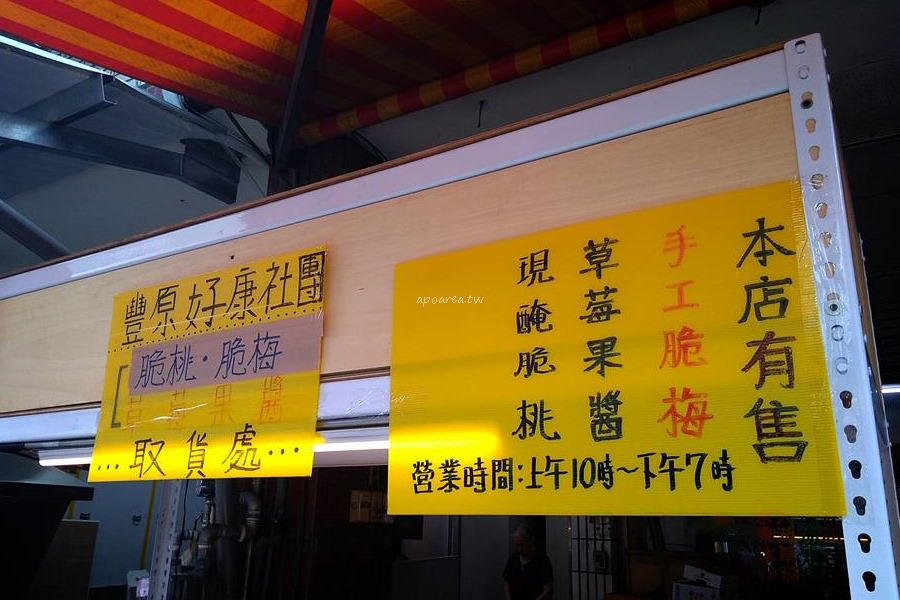 豐原好康社團
脆桃·脆梅
草莓果醬
...取貨處...
apoarea.tw
本店有售
手工脆梅
草莓果醬
現醃脆桃
營業時間:上午10時~下午7時